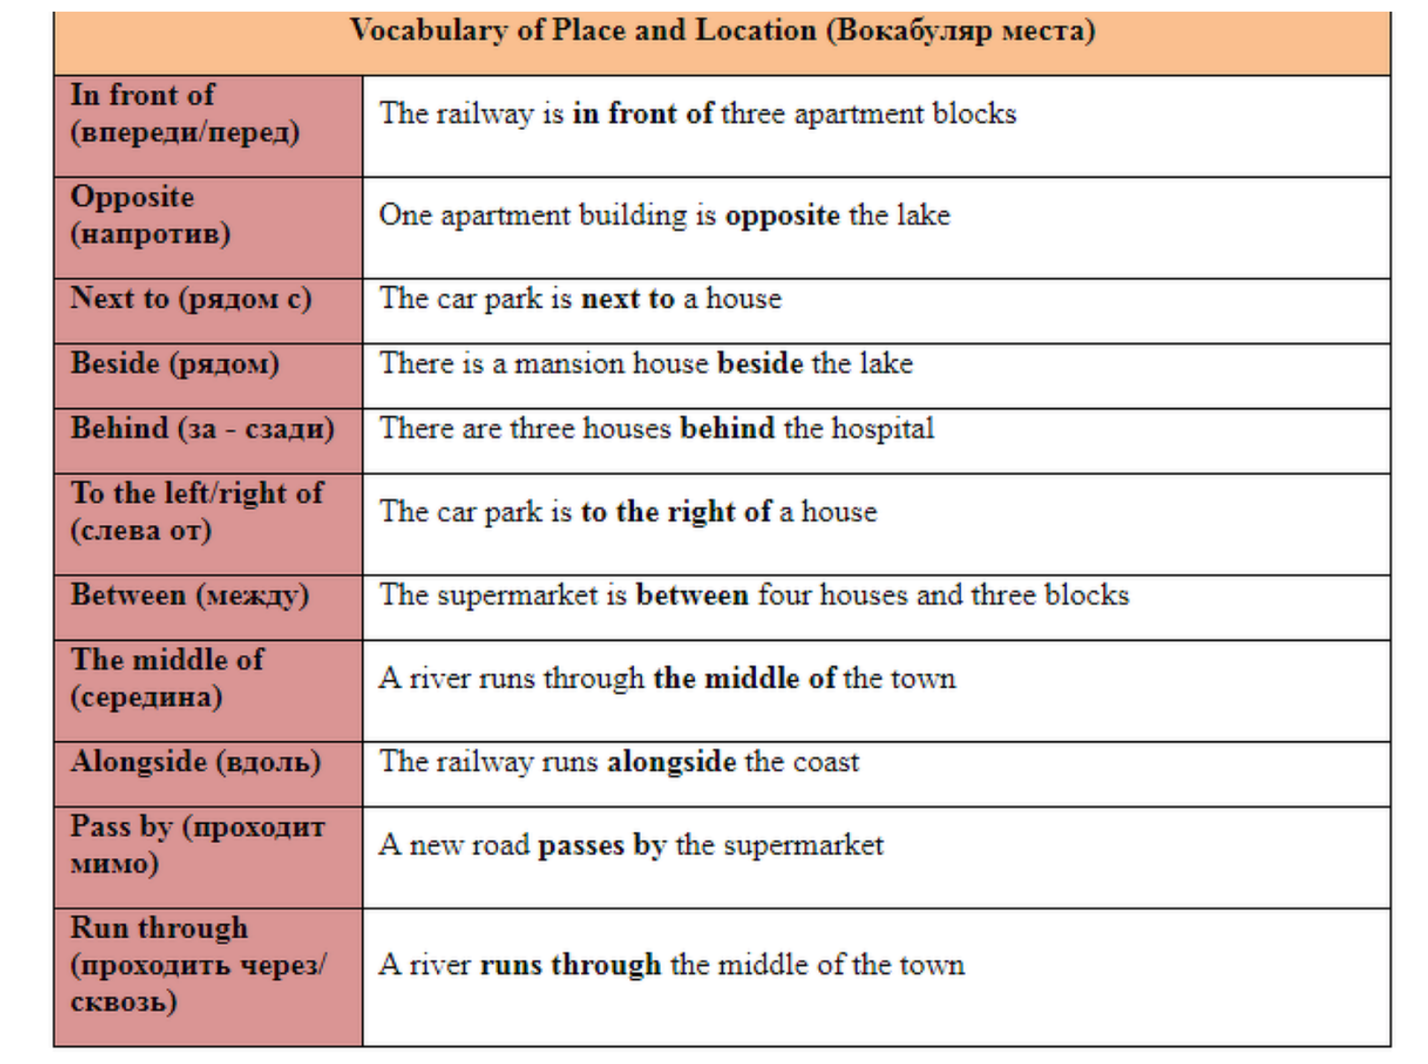 Vocabulary of Place and Location (Вокабуляр места)
In front of
(впереди/перед)
The railway is in front of three apartment blocks
Opposite
(напротив)
One apartment building is opposite the lake
Next to (рядом с)
The car park is next to a house
Beside (рядом)
There is a mansion house beside the lake
Behind (за - сзади)
There are three houses behind the hospital
To the left/right of
(слева от)
The car park is to the right of a house
Between (между)
The supermarket is between four houses and three blocks
The middle of
(середина)
A river runs through the middle of the town
Alongside (вдоль)
The railway runs alongside the coast
Pass by (проходит
мимо)
A new road passes by the supermarket
Run through
(проходить через/
сквозь)
A river runs through the middle of the town